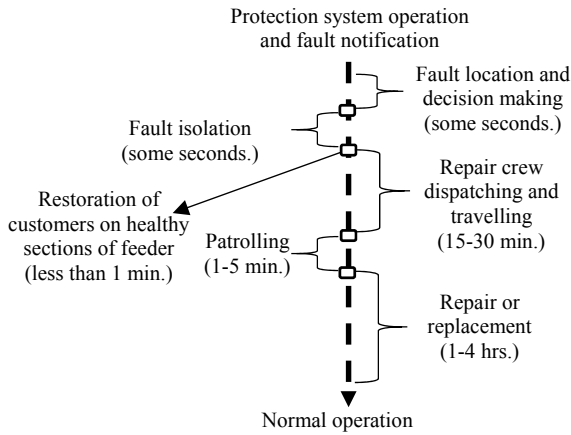 Protection system operation
and fault notification
Fault location and
decision making
(some seconds.)
Fault isolation
(some seconds.)
Restoration of
customers on healthy
sections of feeder
(less than 1 min.)
Repair crew
dispatching and
travelling
(15-30 min.)
Patrolling
(1-5 min.)
Repair or
replacement
(1-4 hrs.)
Normal operation